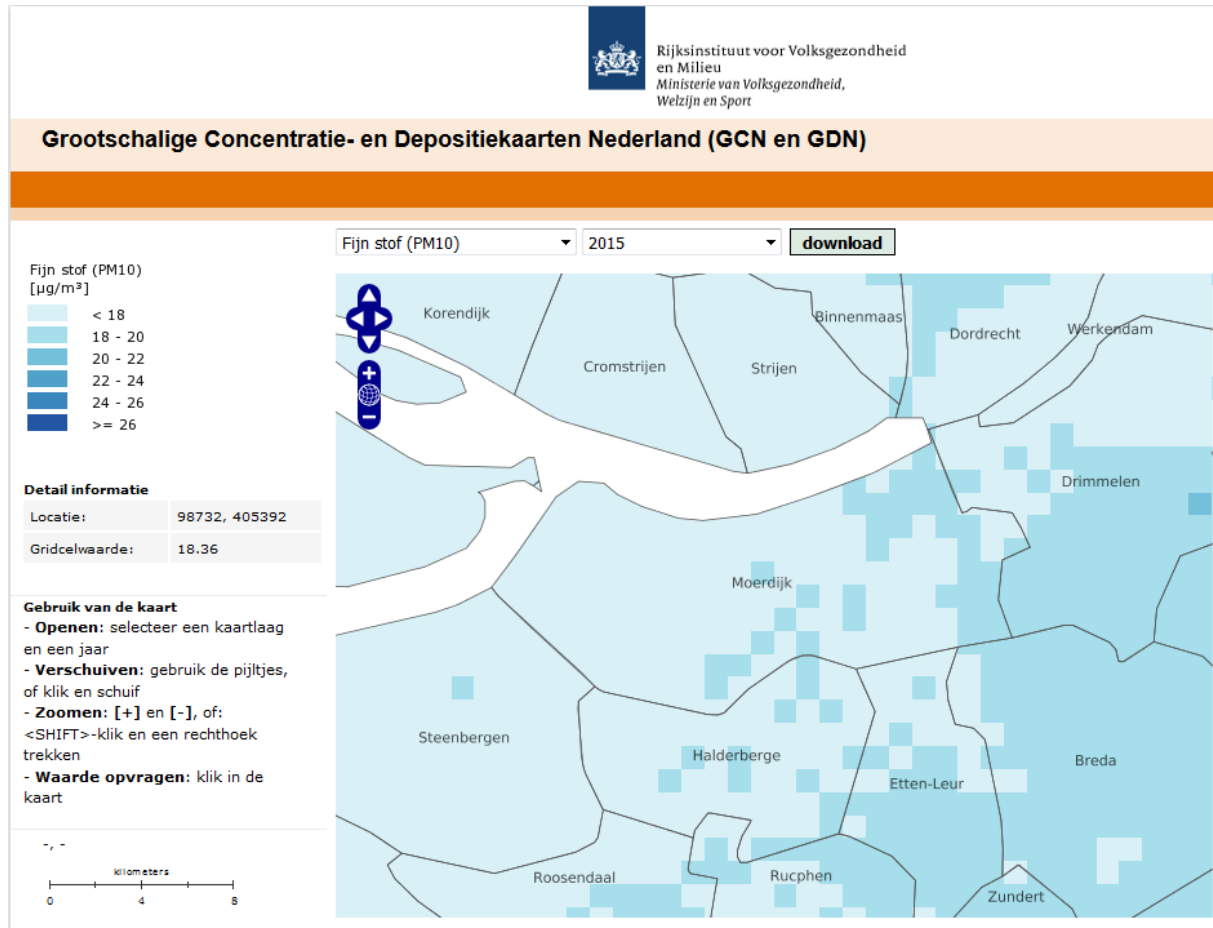 Rijksinstituut voor Volksgezondheid
en Milieu
Ministerie van Volksgezondheid,
Welzijn en Sport
Grootschalige Concentratie- en Depositiekaarten Nederland (GCN en GDN)
Fijn stof (PM10)
2015
download
Fijn stof (PM10)
[µg/m³]
< 18
18 - 20
20 - 22
22 - 24
24 - 26
>= 26
Detail informatie
Locatie: 98732, 405392
Gridcelwaarde: 18.36
Gebruik van de kaart
- Openen: selecteer een kaartlaag
en een jaar
- Verschuiven: gebruik de pijltjes,
of klik en schuif
- Zoomen: [+] en [-], of:
<SHIFT>-klik en een rechthoek
trekken
- Waarde opvragen: klik in de
kaart
-, -
kilometers
0 4 8
Korendijk
Binnenmaas
Dordrecht
Werkendam
Cromstrijen
Strijen
Drimmelen
Moerdijk
Steenbergen
Halderberge
Breda
Etten-Leur
Roosendaal
Rucphen
Zundert